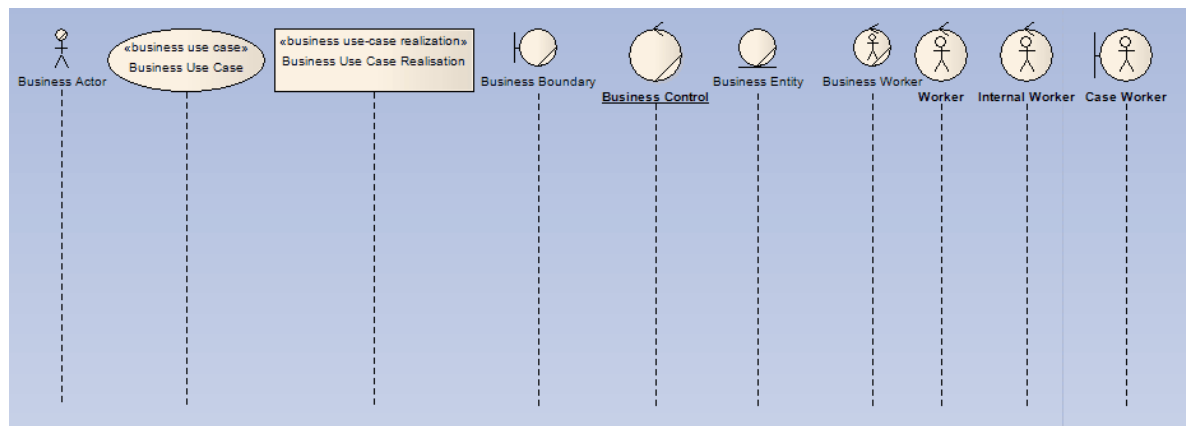 Business Actor
«business use case»
Business Use Case
«business use-case realization»
Business Use Case Realisation
Business Boundary
Business Control
Business Entity
Business Worker
Worker
Internal Worker
Case Worker